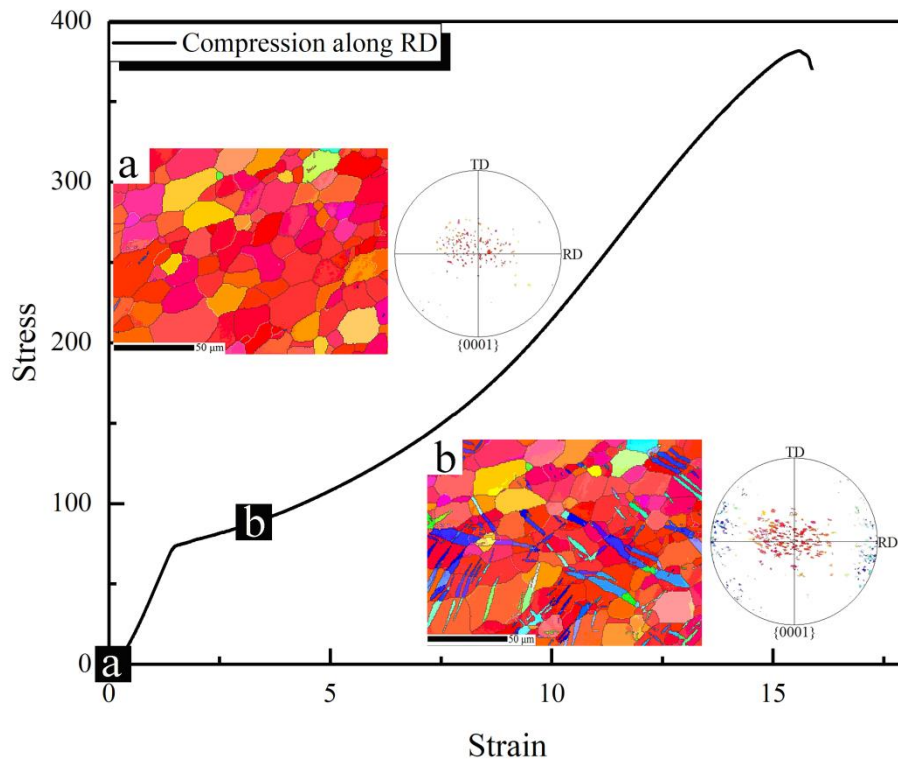 400
Compression along RD
a
TD
300
RD
{0001}
50 μm
200
Stress
b
TD
100
b
RD
{0001}
50 μm
0
a
0
5
10
15
Strain